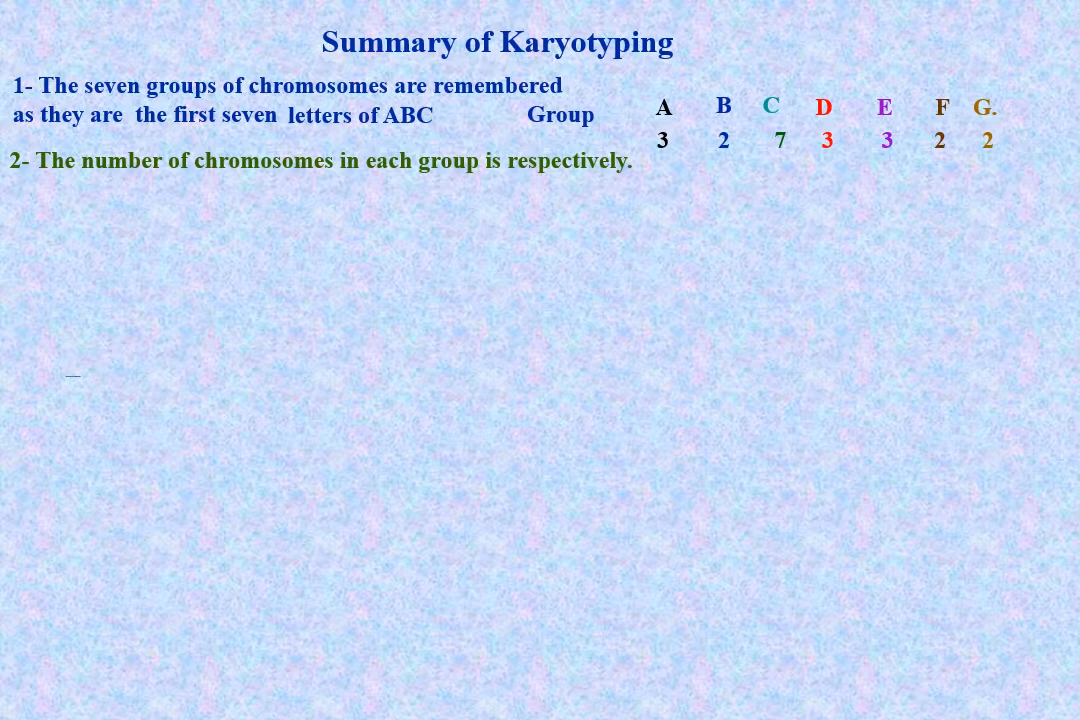 Summary of Karyotyping
1- The seven groups of chromosomes are remembered
as they are the first seven letters of ABC Group A B C D E F G.
3 2 7 3 3 2 2
2- The number of chromosomes in each group is respectively.